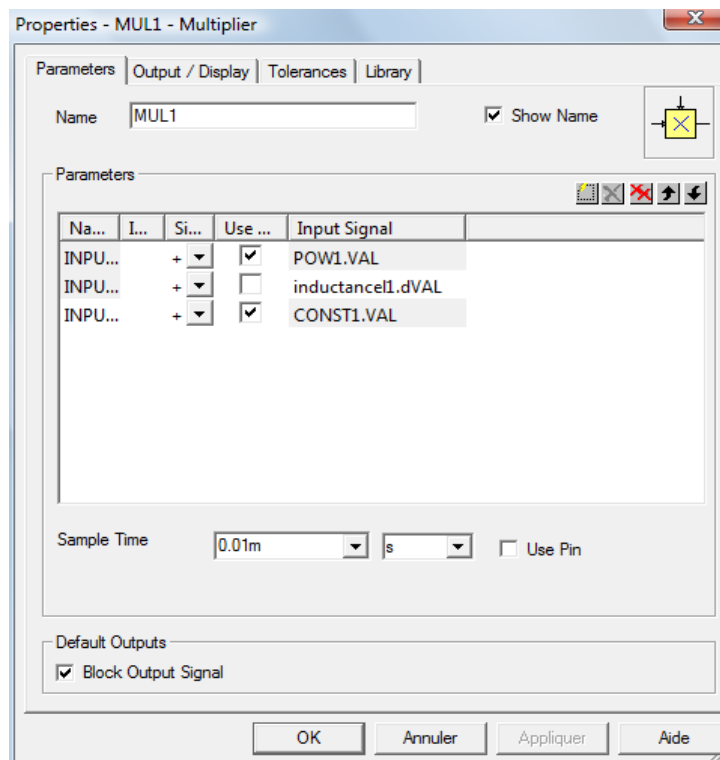 Properties - MUL1 - Multiplier
Parameters Output / Display Tolerances Library
Name MUL1 Show Name
Parameters
Na... I... Si... Use ... Input Signal
INPU... + POW1.VAL
INPU... + inductancel1.dVAL
INPU... + CONST1.VAL
Sample Time 0.01m s Use Pin
Default Outputs
Block Output Signal
OK Annuler Appliquer Aide